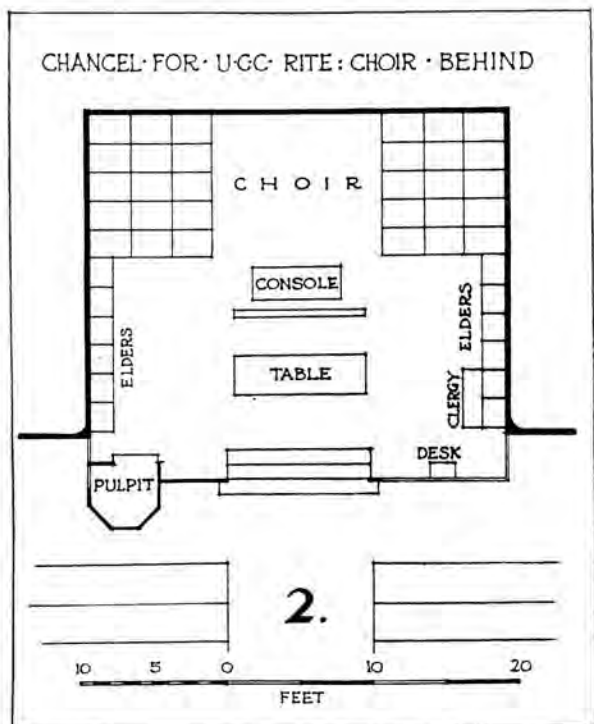 CHANCEL·FOR·U·G·C· RITE: CHOIR · BEHIND
CHOIR
CONSOLE
ELDERS
ELDERS
TABLE
CLERGY
DESK
PULPIT
2.
10 5 0 10 20
FEET